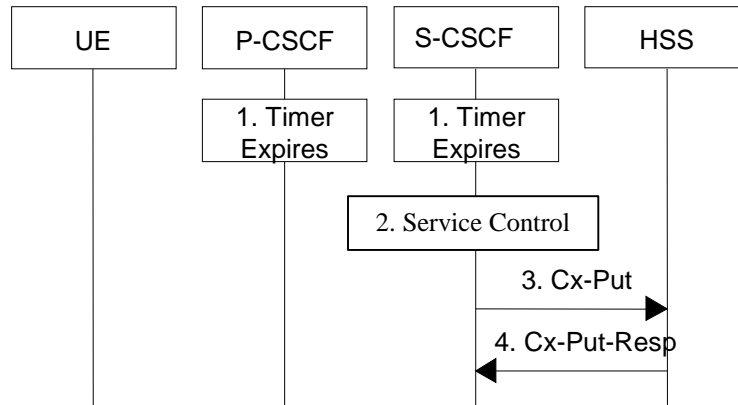 UE
P-CSCF
S-CSCF
HSS
1. Timer
Expires
1. Timer
Expires
2. Service Control
3. Cx-Put
4. Cx-Put-Resp